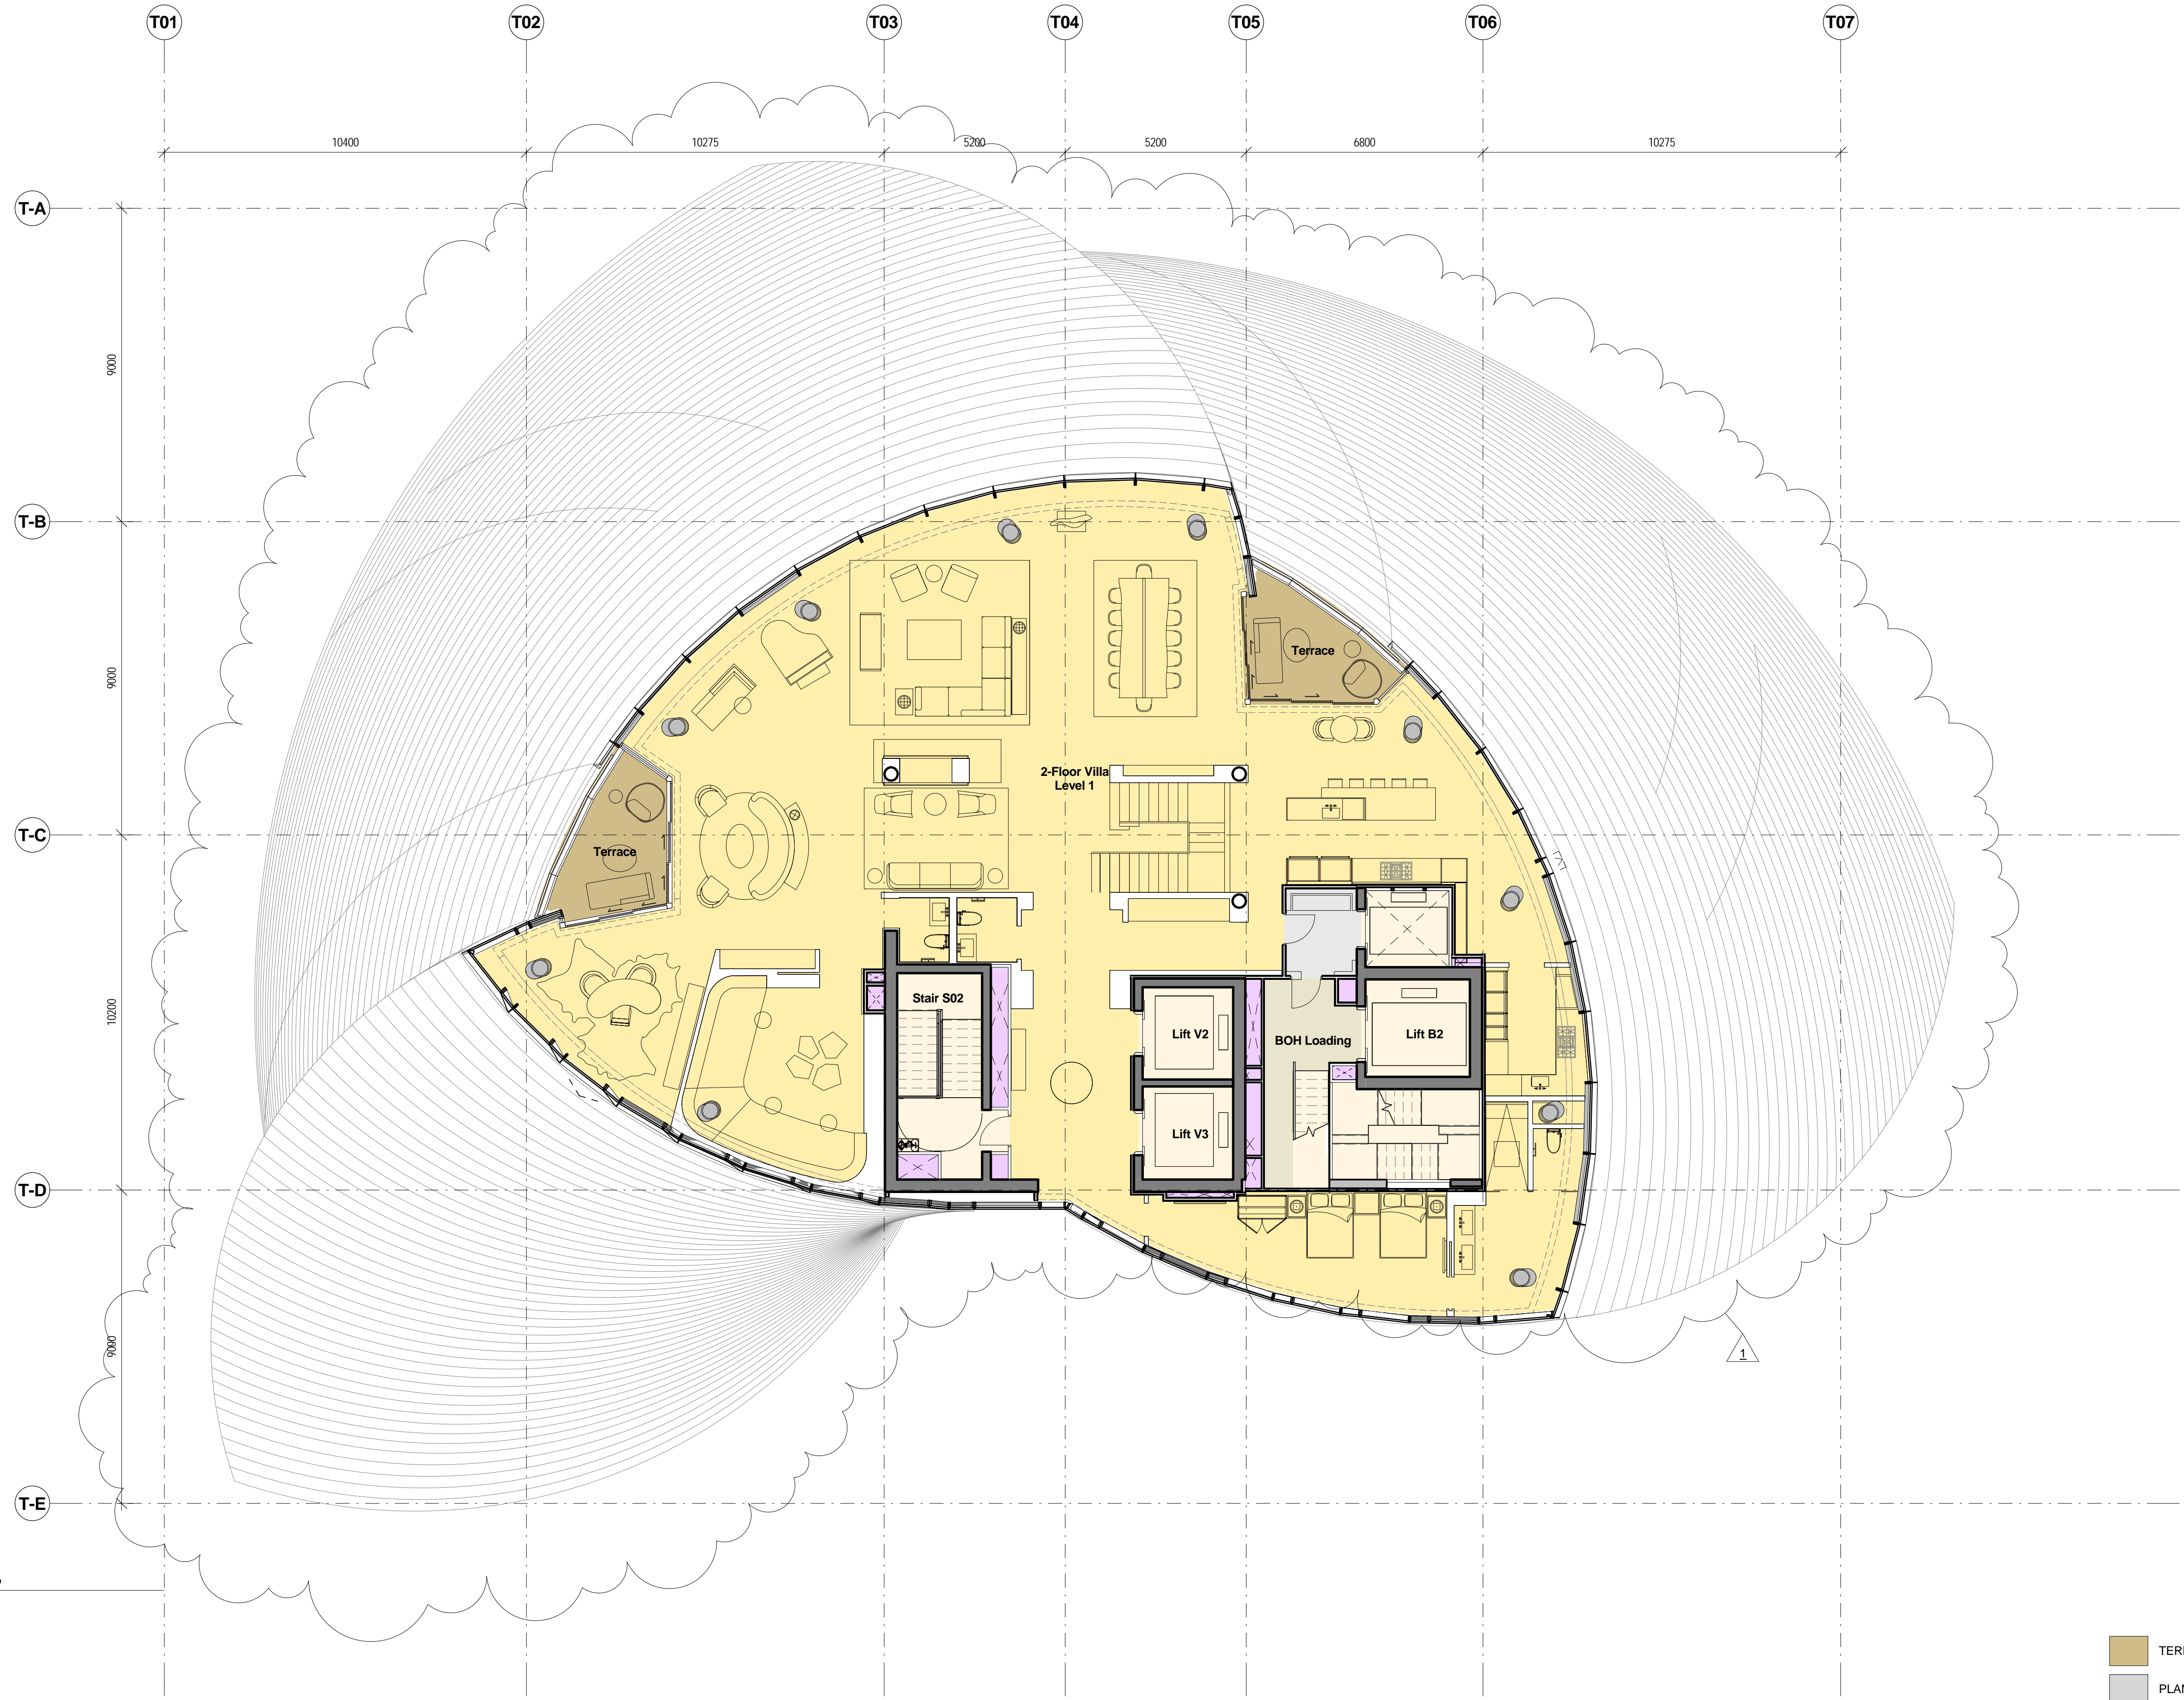 T01 T02 T03 T04 T05 T06 T07
10400 10275 5200 5200 6800 10275
T-A
9000
T-B
9000
T-C
10200
T-D
9000
T-E
Terrace
2-Floor Villa
Level 1
Terrace
Stair S02
Lift V2
BOH Loading
Lift B2
Lift V3
1